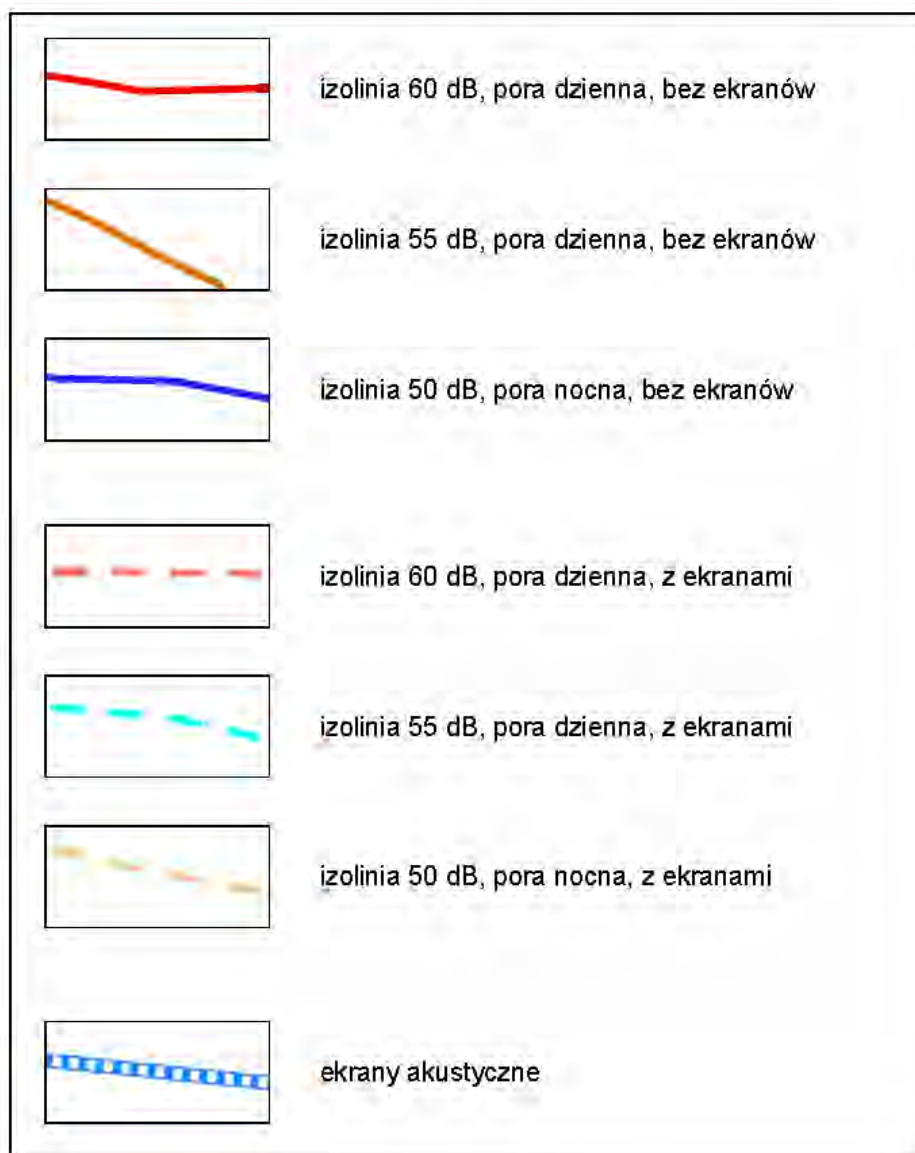 izolinia 60 dB, pora dzienna, bez ekranów
izolinia 55 dB, pora dzienna, bez ekranów
izolinia 50 dB, pora nocna, bez ekranów
izolinia 60 dB, pora dzienna, z ekranami
izolinia 55 dB, pora dzienna, z ekranami
izolinia 50 dB, pora nocna, z ekranami
ekrany akustyczne